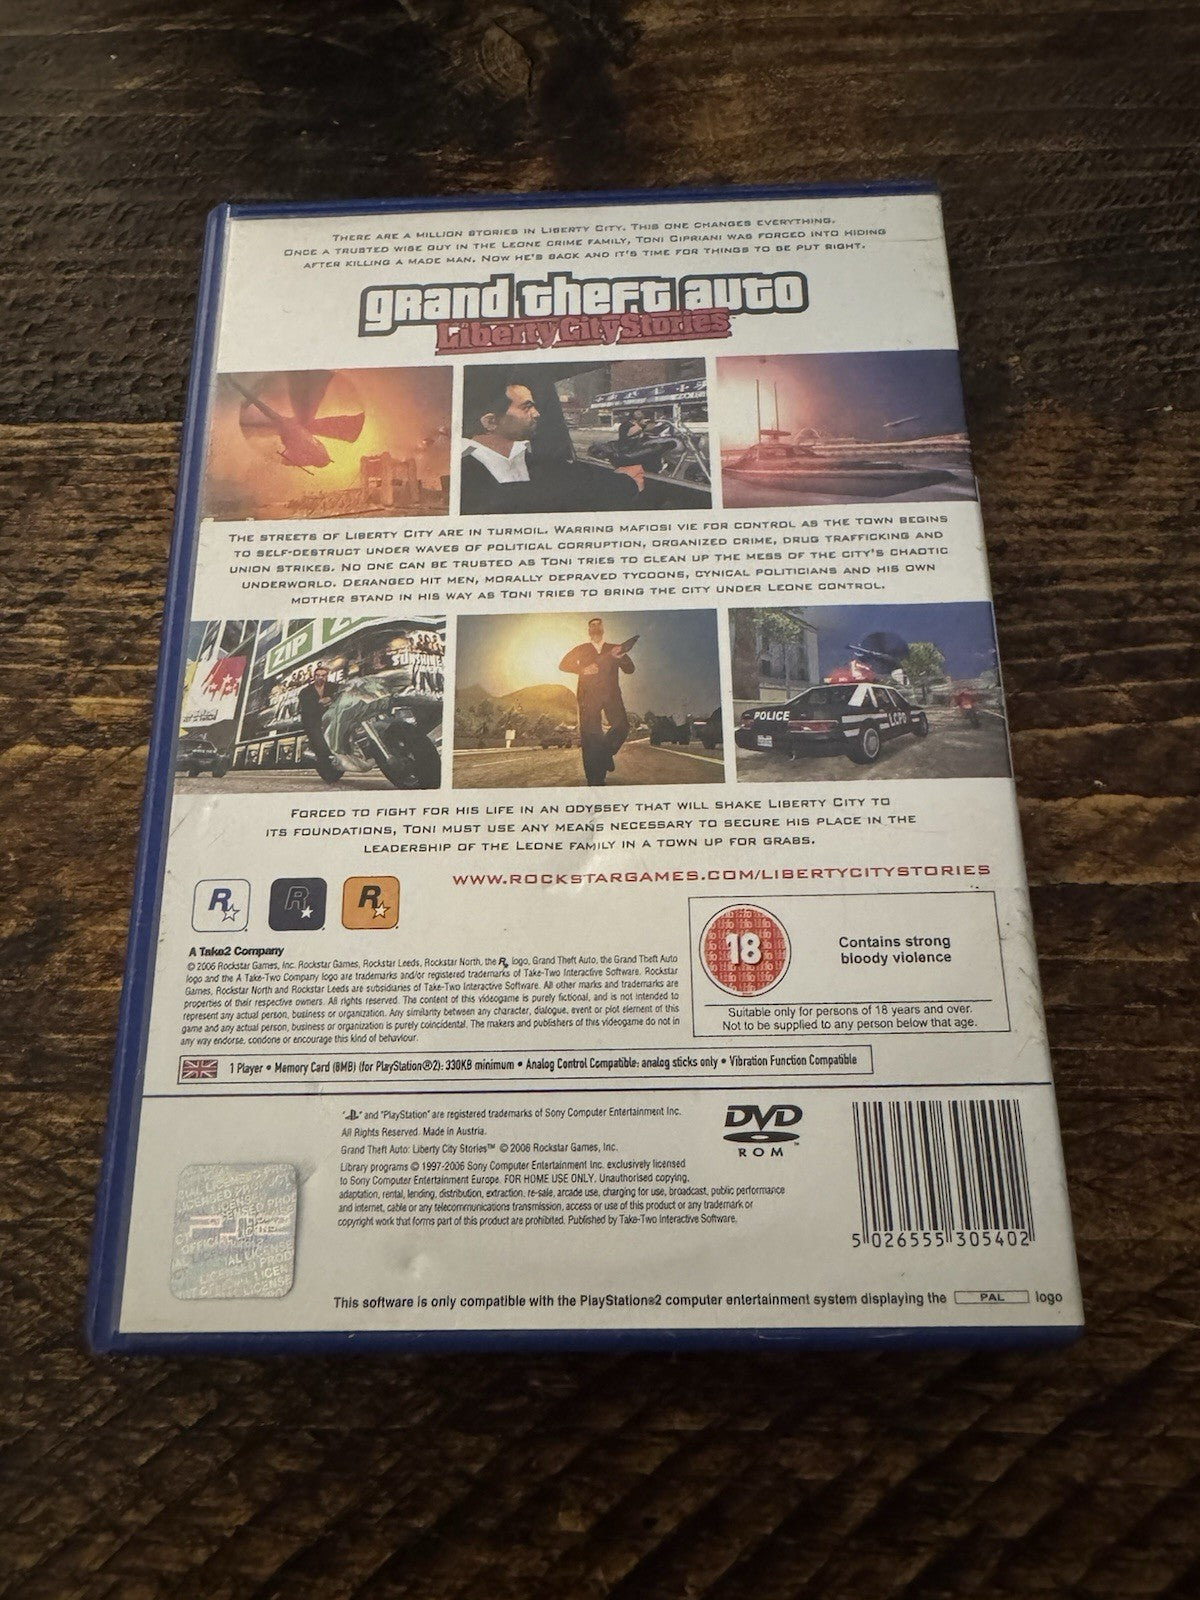 THERE ARE A MILLION STORIES IN LIBERTY CITY. THIS ONE CHANGES EVERYTHING.
ONCE A TRUSTED WISE GUY IN THE LEONE CRIME FAMILY, TONI CIPRIANI WAS FORCED INTO HIDING
AFTER KILLING A MADE MAN. NOW HE'S BACK AND IT'S TIME FOR THINGS TO BE PUT RIGHT.
grand theft auto
Liberty City Stories
THE STREETS OF LIBERTY CITY ARE IN TURMOIL. WARRING MAFIOSI VIE FOR CONTROL AS THE TOWN BEGINS
TO SELF-DESTRUCT UNDER WAVES OF POLITICAL CORRUPTION, ORGANIZED CRIME, DRUG TRAFFICKING AND
UNION STRIKES. NO ONE CAN BE TRUSTED AS TONI TRIES TO CLEAN UP THE MESS OF THE CITY'S CHAOTIC
UNDERWORLD. DERANGED HIT MEN, MORALLY DEPRAVED TYCOONS, CYNICAL POLITICIANS AND HIS OWN
MOTHER STAND IN HIS WAY AS TONI TRIES TO BRING THE CITY UNDER LEONE CONTROL.
ZIP
POLICE
LCPD
FORCED TO FIGHT FOR HIS LIFE IN AN ODYSSEY THAT WILL SHAKE LIBERTY CITY TO
ITS FOUNDATIONS, TONI MUST USE ANY MEANS NECESSARY TO SECURE HIS PLACE IN THE
LEADERSHIP OF THE LEONE FAMILY IN A TOWN UP FOR GRABS.
WWW.ROCKSTARGAMES.COM/LIBERTYCITYSTORIES
R R R
A Take2 Company
© 2006 Rockstar Games, Inc. Rockstar Games, Rockstar Leeds, Rockstar North, the R logo, Grand Theft Auto, the Grand Theft Auto
logo and the A Take-Two Company logo are trademarks and/or registered trademarks of Take-Two Interactive Software. Rockstar
Games, Rockstar North and Rockstar Leeds are subsidiaries of Take-Two Interactive Software. All other marks and trademarks are
properties of their respective owners. All rights reserved. The content of this videogame is purely fictional, and is not intended to
represent any actual person, business or organization. Any similarity between any character, dialogue, event or plot element of this
game and any actual person, business or organization is purely coincidental. The makers and publishers of this videogame do not in
any way endorse, condone or encourage this kind of behaviour.
18
Contains strong
bloody violence
Suitable only for persons of 18 years and over.
Not to be supplied to any person below that age.
1 Player • Memory Card (8MB) (for PlayStation®2): 330KB minimum • Analog Control Compatible: analog sticks only • Vibration Function Compatible
" " and "PlayStation" are registered trademarks of Sony Computer Entertainment Inc.
All Rights Reserved. Made in Austria.
Grand Theft Auto: Liberty City Stories™ © 2006 Rockstar Games, Inc.
Library programs © 1997-2006 Sony Computer Entertainment Inc. exclusively licensed
to Sony Computer Entertainment Europe. FOR HOME USE ONLY. Unauthorised copying,
adaptation, rental, lending, distribution, extraction, re-sale, arcade use, charging for use, broadcast, public performance
and internet, cable or any telecommunications transmission, access or use of this product or any trademark or
copyright work that forms part of this product are prohibited. Published by Take-Two Interactive Software.
DVD
ROM
5 026555 305402
This software is only compatible with the PlayStation®2 computer entertainment system displaying the PAL logo